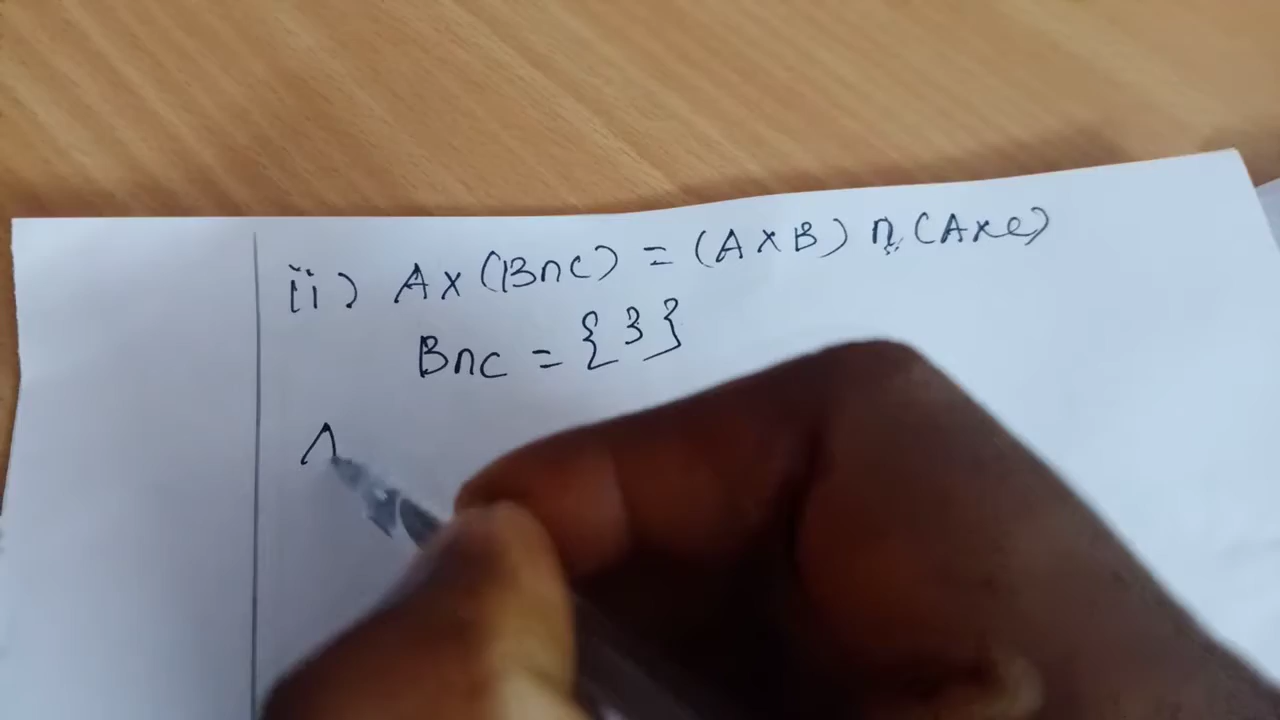 (ii) A × (B∩C) = (A × B) ∩ (A×C)
B∩C = {3}
A